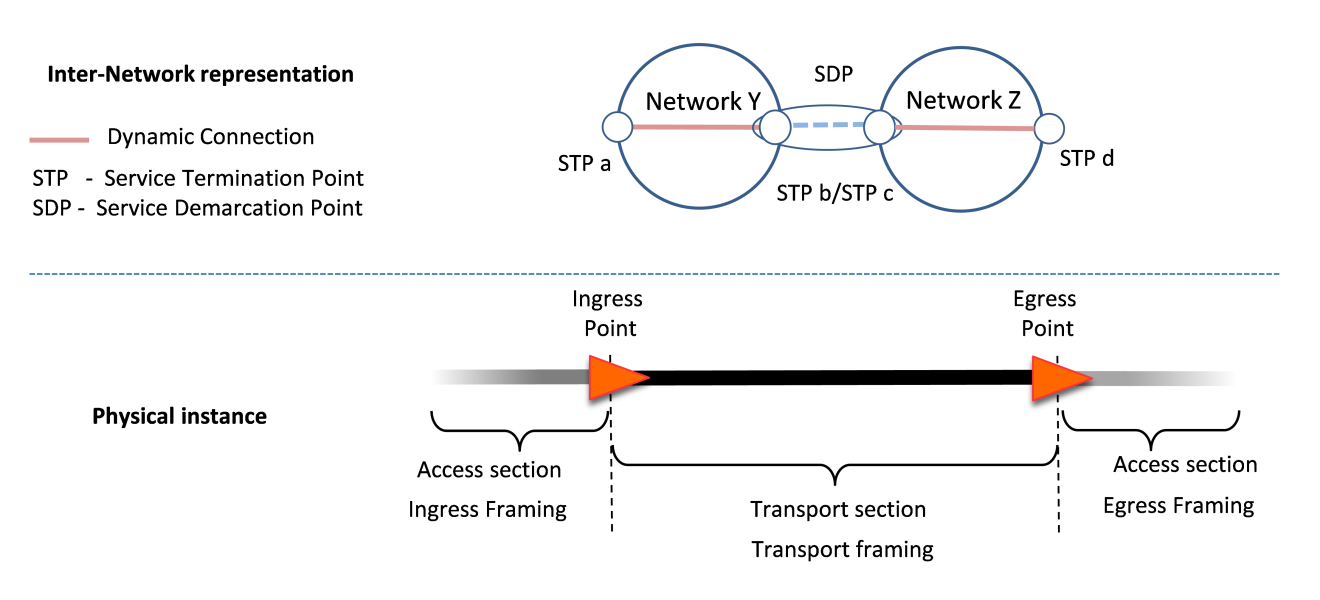 Inter-Network representation
SDP
Network Y
Network Z
Dynamic Connection
STP a
STP d
STP - Service Termination Point
STP b/STP c
SDP - Service Demarcation Point
Ingress
Point
Egress
Point
Physical instance
Access section
Ingress Framing
Transport section
Transport framing
Access section
Egress Framing